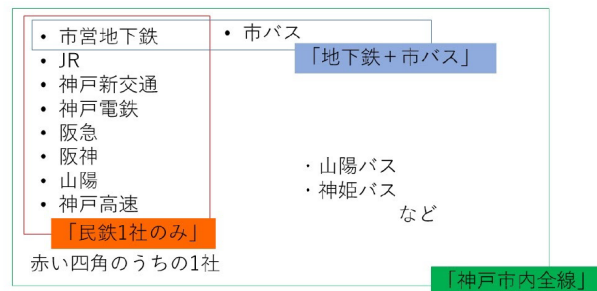 • 市営地下鉄
• 市バス
「地下鉄＋市バス」
• JR
• 神戸新交通
• 神戸電鉄
• 阪急
• 阪神
• 山陽
• 神戸高速
・山陽バス
・神姫バス
など
「民鉄1社のみ」
赤い四角のうちの1社
「神戸市内全線」